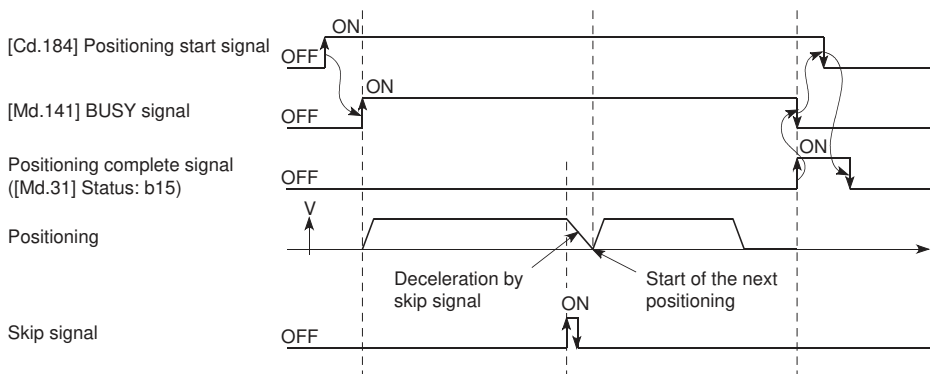 ON
[Cd.184] Positioning start signal
OFF
ON
[Md.141] BUSY signal
OFF
Positioning complete signal
([Md.31] Status: b15)
ON
OFF
V
Positioning
Deceleration by
skip signal
Start of the next
positioning
ON
Skip signal
OFF